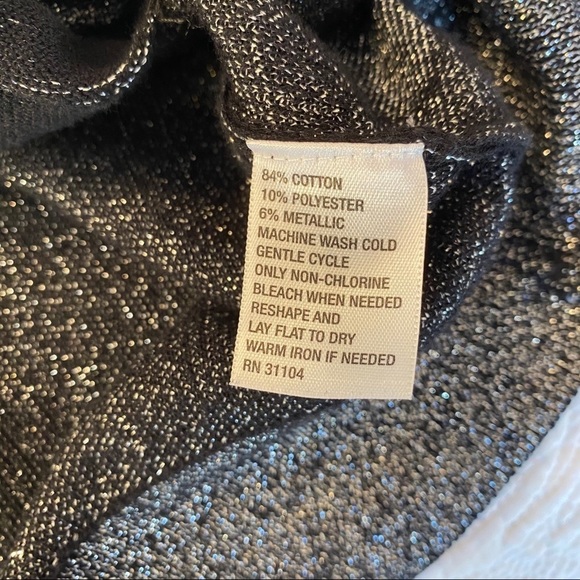 84% COTTON
10% POLYESTER
6% METALLIC
MACHINE WASH COLD
GENTLE CYCLE
ONLY NON-CHLORINE
BLEACH WHEN NEEDED
RESHAPE AND
LAY FLAT TO DRY
WARM IRON IF NEEDED
RN 31104